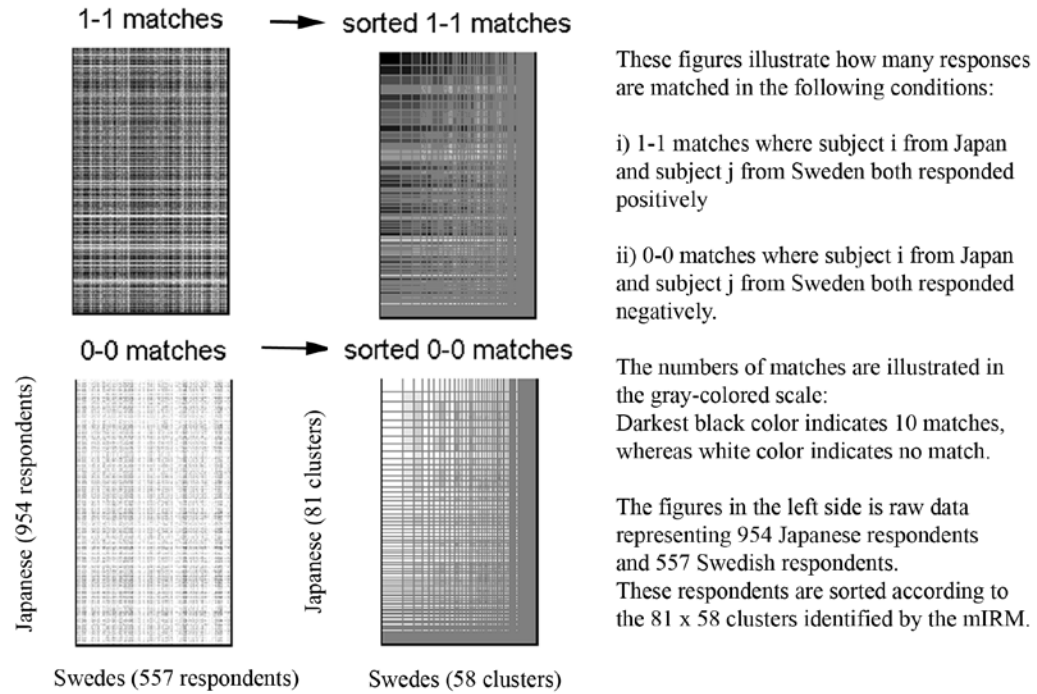 1-1 matches
sorted 1-1 matches
0-0 matches
sorted 0-0 matches
Japanese (954 respondents)
Japanese (81 clusters)
Swedes (557 respondents)
Swedes (58 clusters)
These figures illustrate how many responses
are matched in the following conditions:
i) 1-1 matches where subject i from Japan
and subject j from Sweden both responded
positively
ii) 0-0 matches where subject i from Japan
and subject j from Sweden both responded
negatively.
The numbers of matches are illustrated in
the gray-colored scale:
Darkest black color indicates 10 matches,
whereas white color indicates no match.
The figures in the left side is raw data
representing 954 Japanese respondents
and 557 Swedish respondents.
These respondents are sorted according to
the 81 x 58 clusters identified by the mIRM.